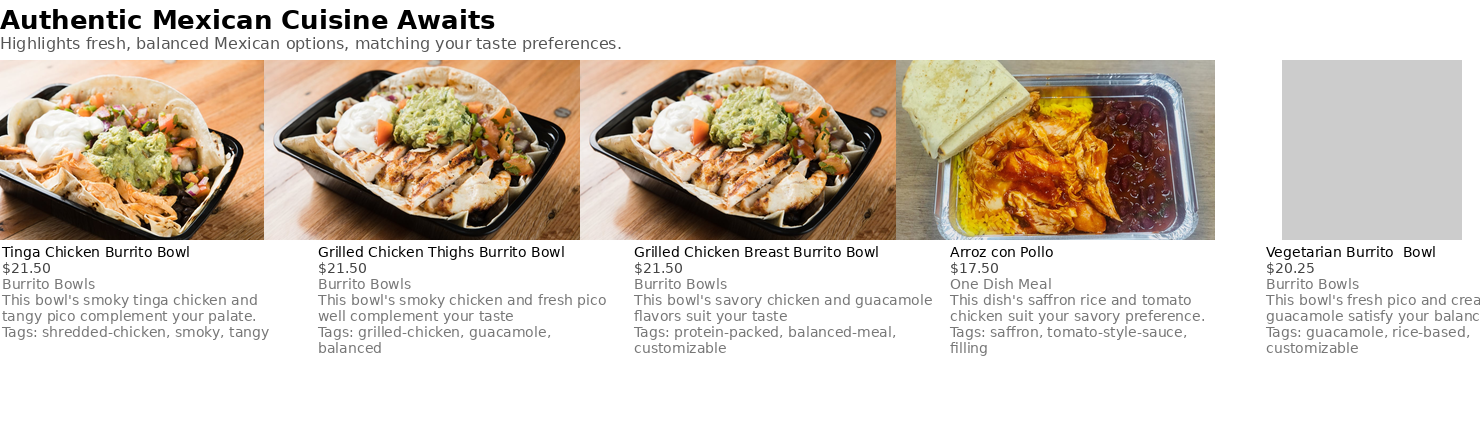 Authentic Mexican Cuisine Awaits
Highlights fresh, balanced Mexican options, matching your taste preferences.
Tinga Chicken Burrito Bowl
$21.50
Burrito Bowls
This bowl's smoky tinga chicken and
tangy pico complement your palate.
Tags: shredded-chicken, smoky, tangy
Grilled Chicken Thighs Burrito Bowl
$21.50
Burrito Bowls
This bowl's smoky chicken and fresh pico
well complement your taste
Tags: grilled-chicken, guacamole,
balanced
Grilled Chicken Breast Burrito Bowl
$21.50
Burrito Bowls
This bowl's savory chicken and guacamole
flavors suit your taste
Tags: protein-packed, balanced-meal,
customizable
Arroz con Pollo
$17.50
One Dish Meal
This dish's saffron rice and tomato
chicken suit your savory preference.
Tags: saffron, tomato-style-sauce,
filling
Vegetarian Burrito  Bowl
$20.25
Burrito Bowls
This bowl's fresh pico and
guacamole satisfy your
Tags: guacamole, rice-based,
customizable